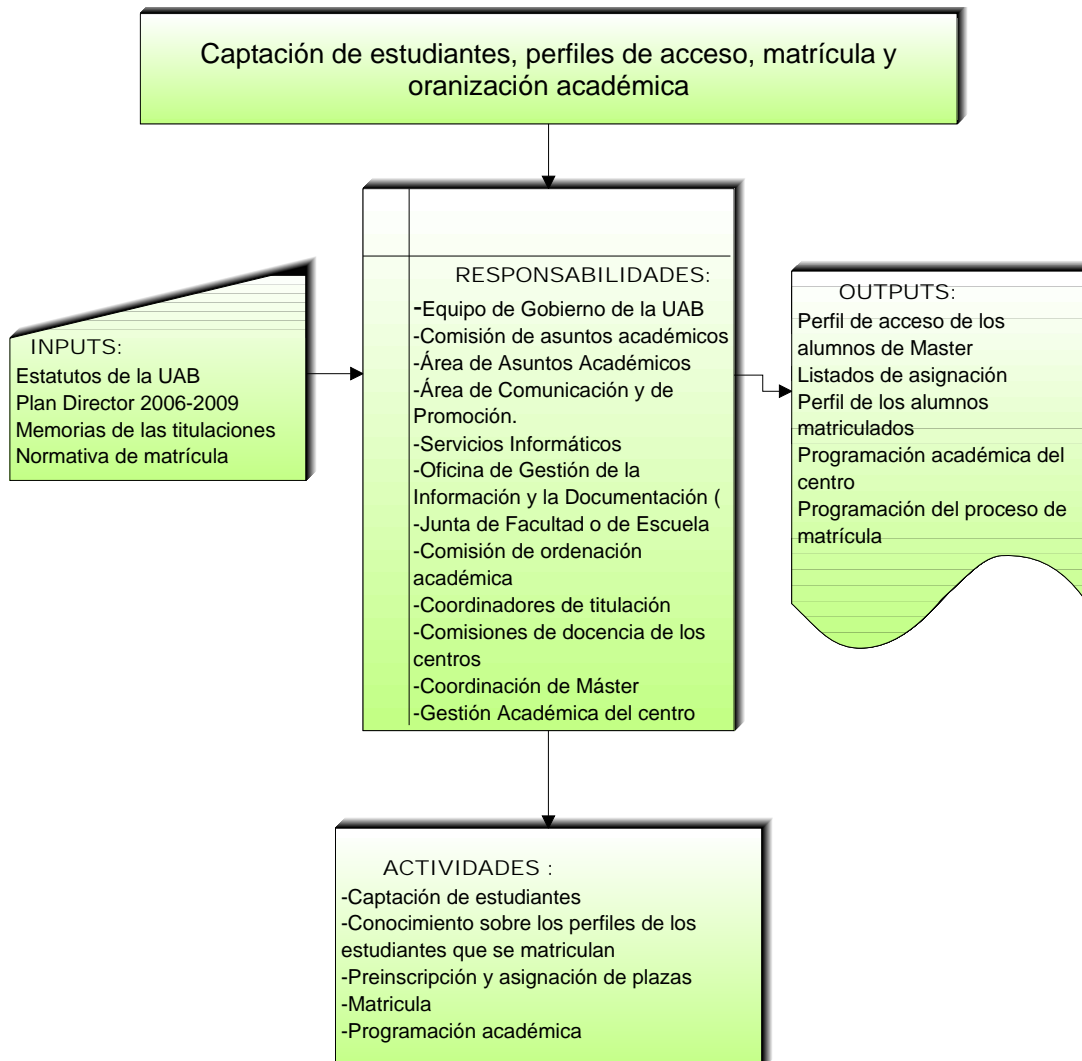 Captación de estudiantes, perfiles de acceso, matrícula y
oranización académica
INPUTS:
Estatutos de la UAB
Plan Director 2006-2009
Memorias de las titulaciones
Normativa de matrícula
RESPONSABILIDADES:
-Equipo de Gobierno de la UAB
-Comisión de asuntos académicos
-Área de Asuntos Académicos
-Área de Comunicación y de
Promoción.
-Servicios Informáticos
-Oficina de Gestión de la
Información y la Documentación (
-Junta de Facultad o de Escuela
-Comisión de ordenación
académica
-Coordinadores de titulación
-Comisiones de docencia de los
centros
-Coordinación de Máster
-Gestión Académica del centro
OUTPUTS:
Perfil de acceso de los
alumnos de Master
Listados de asignación
Perfil de los alumnos
matriculados
Programación académica del
centro
Programación del proceso de
matrícula
ACTIVIDADES :
-Captación de estudiantes
-Conocimiento sobre los perfiles de los
estudiantes que se matriculan
-Preinscripción y asignación de plazas
-Matricula
-Programación académica